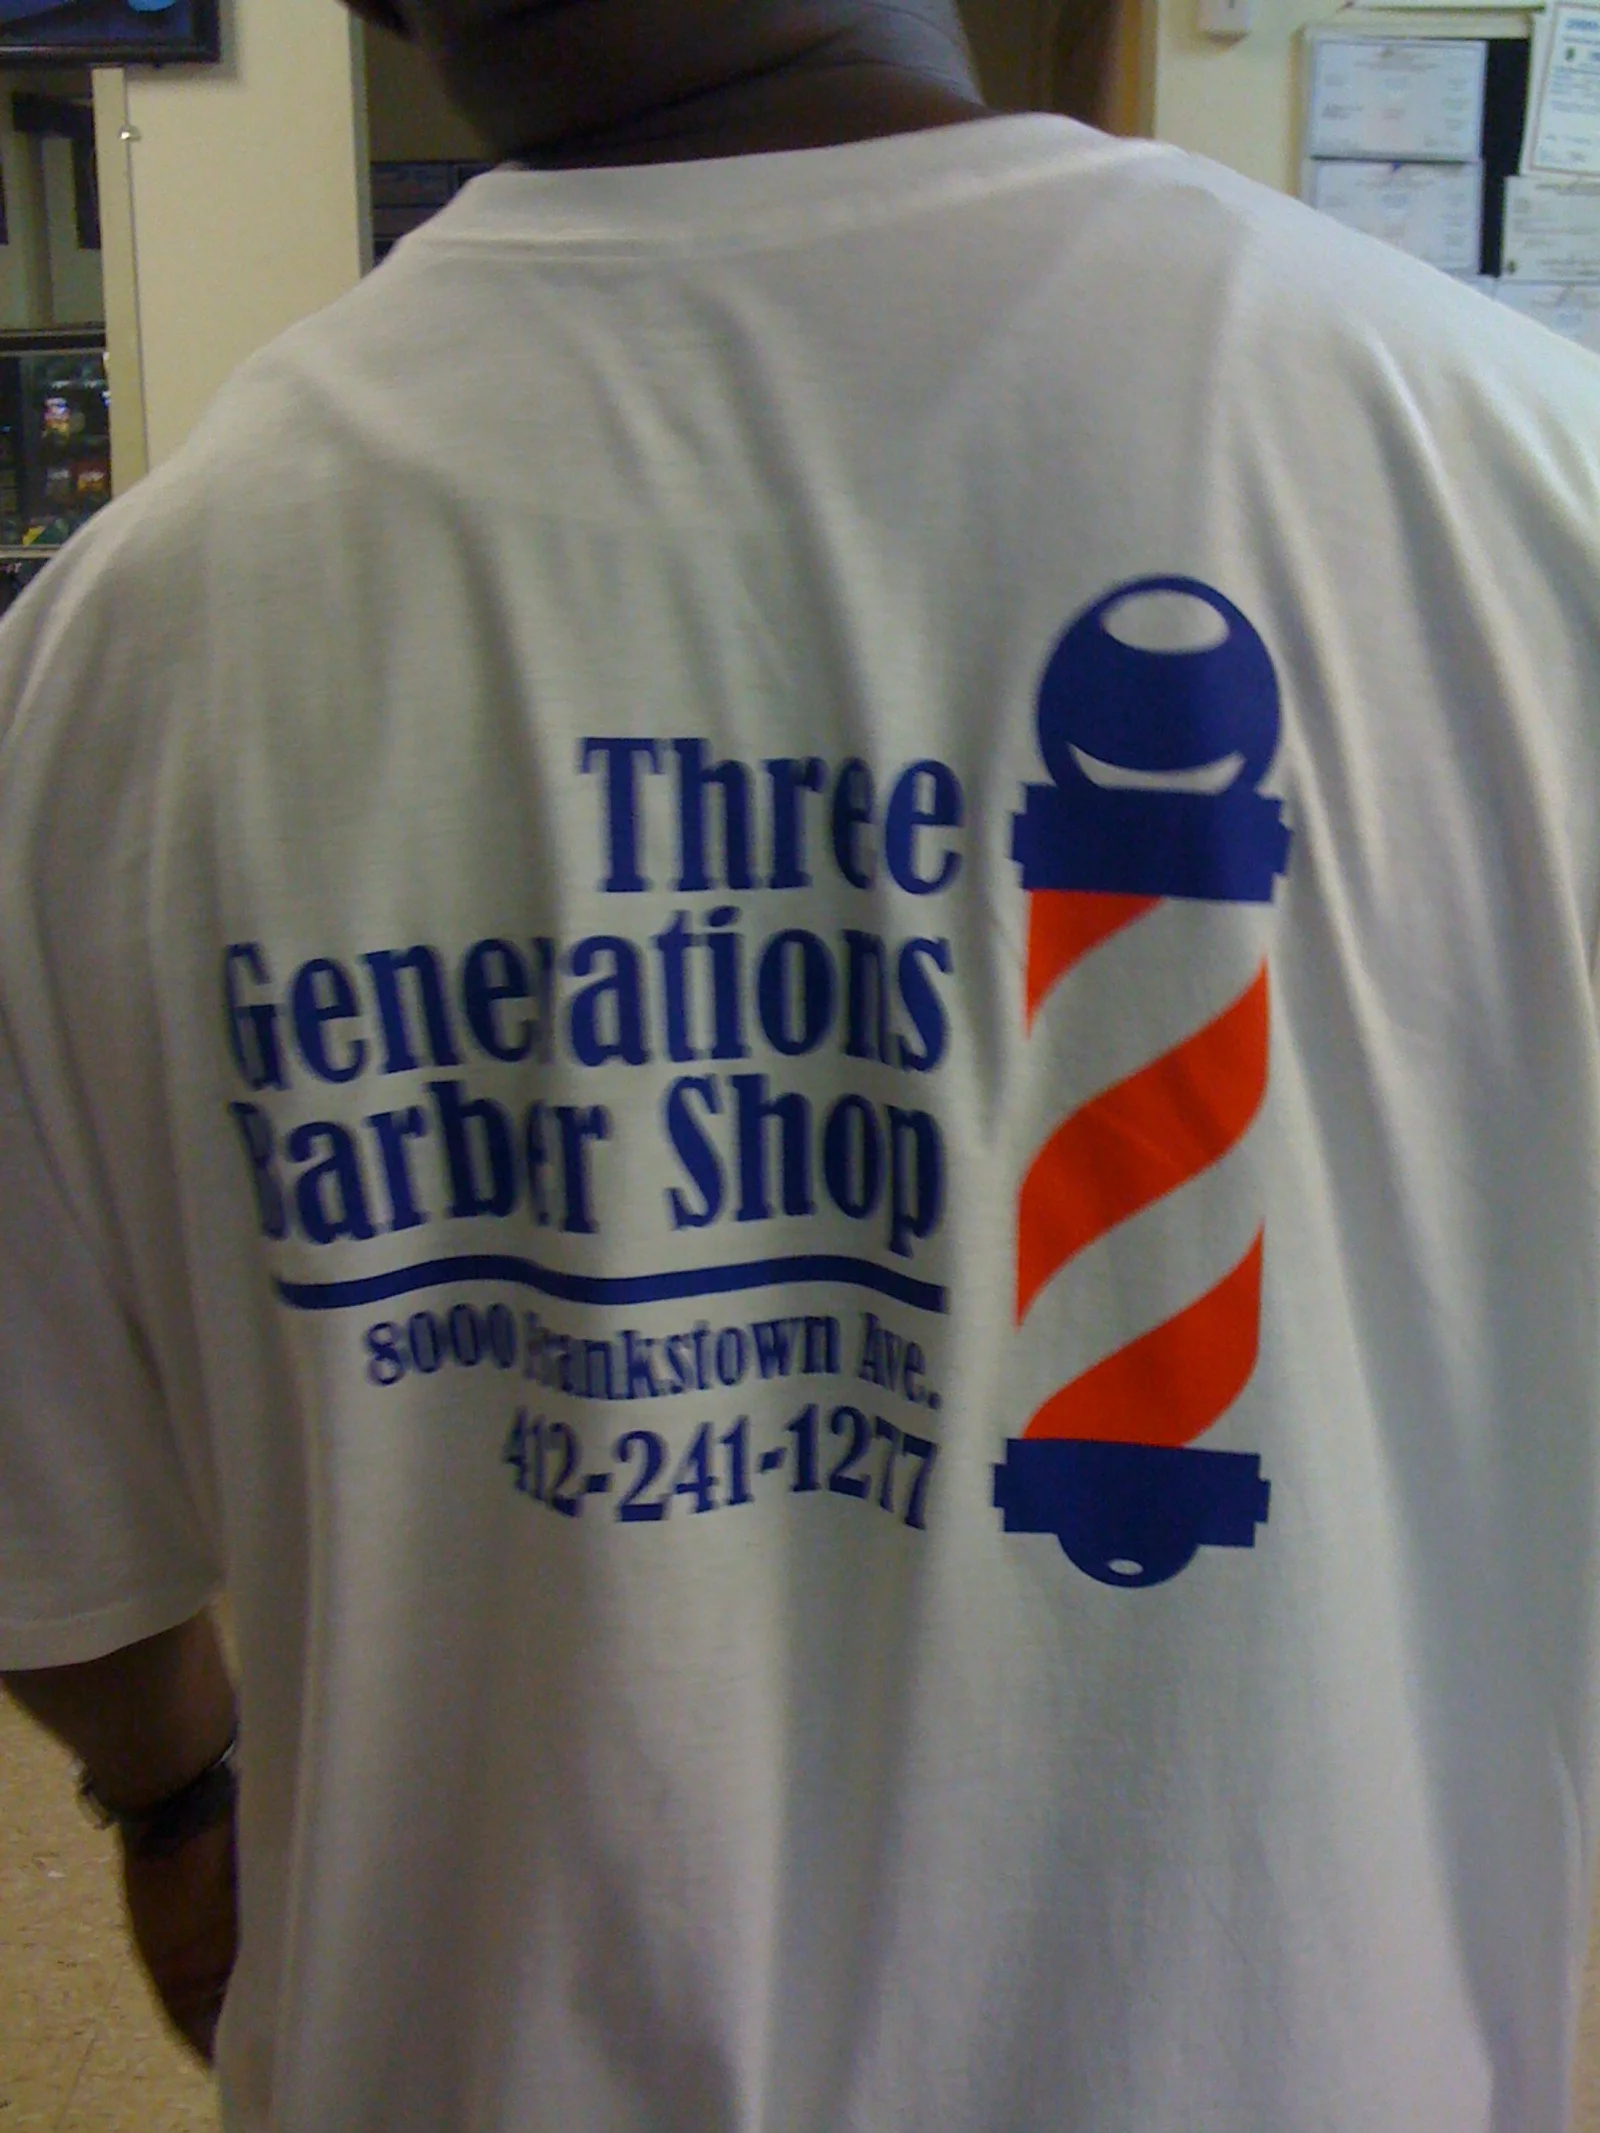 Three
Generations
Barber Shop
8000 Frankstown Ave.
412-241-1277